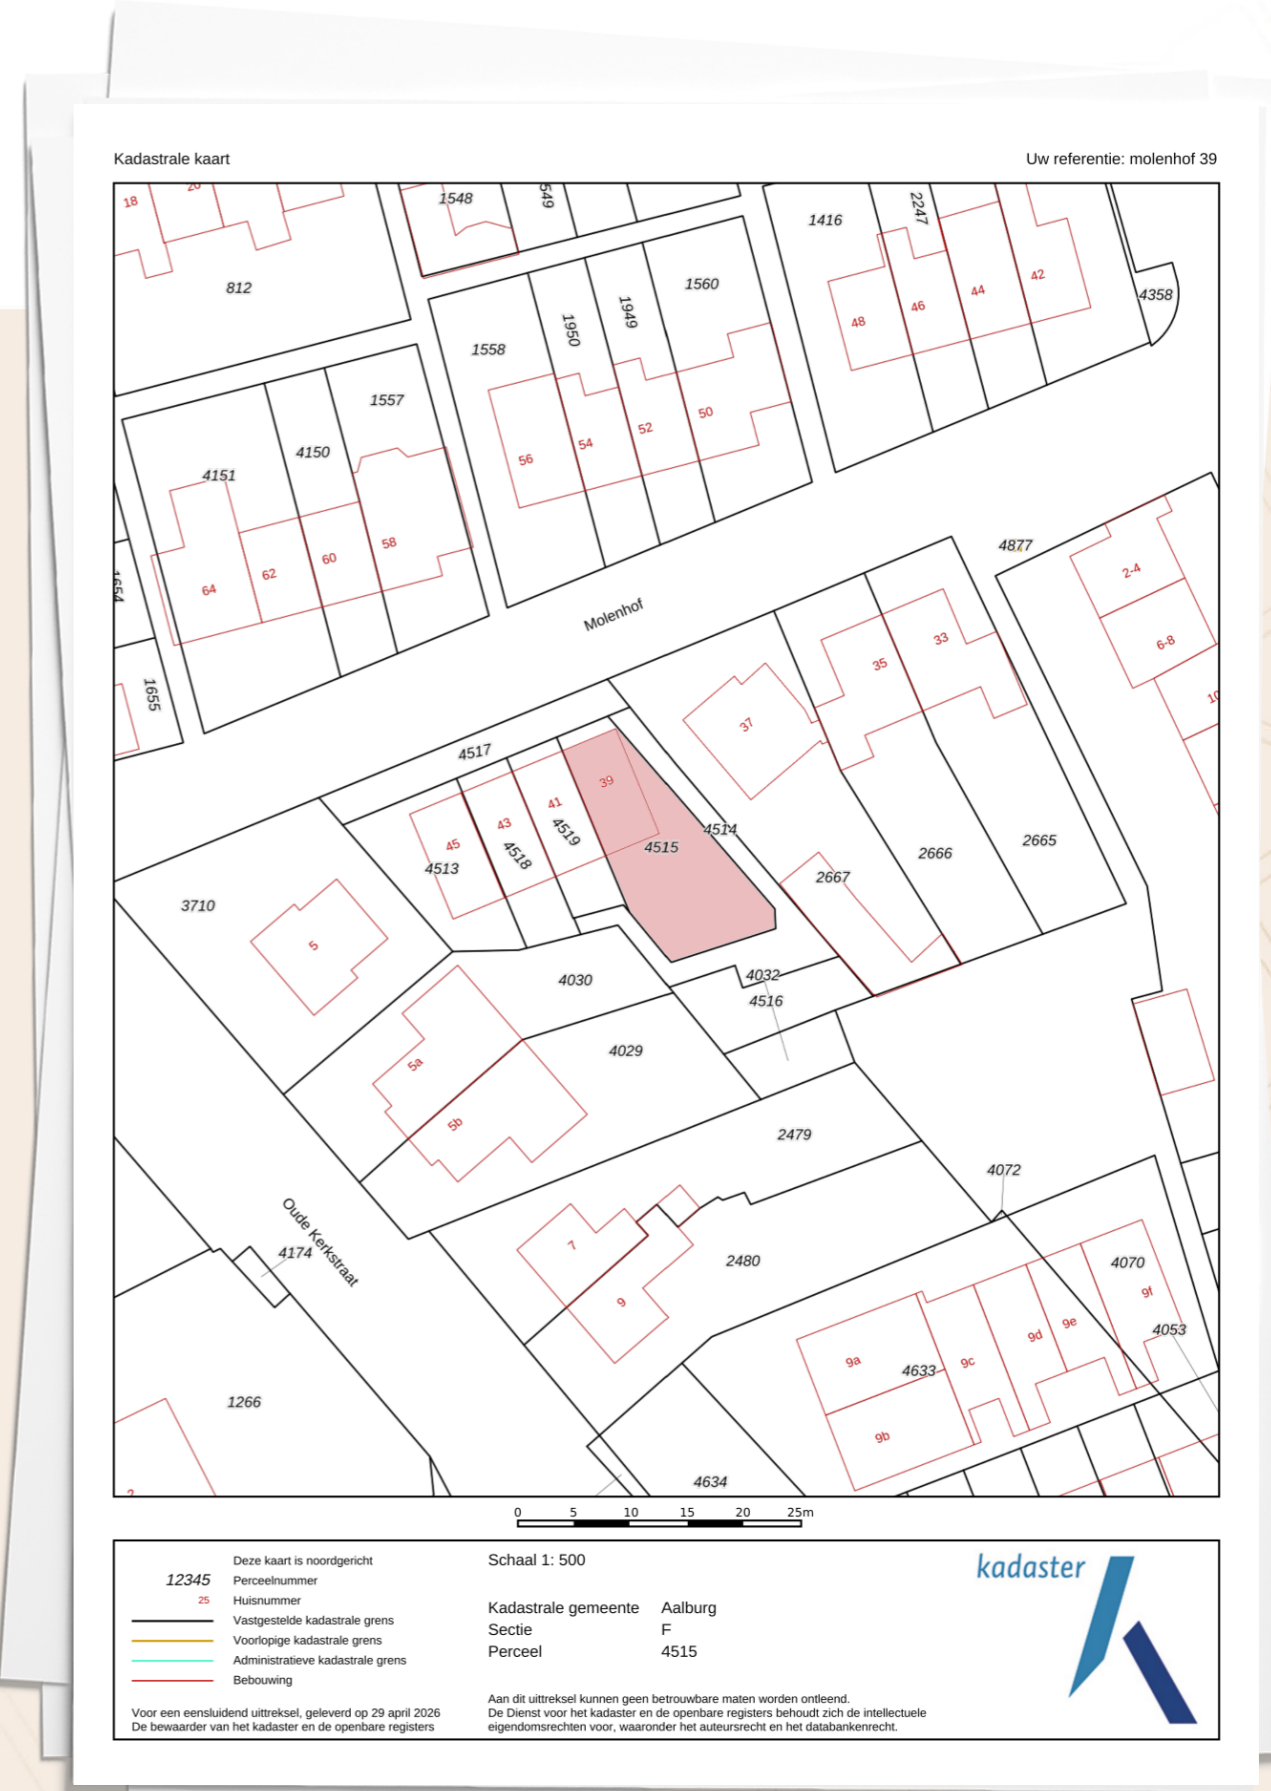 Kadastrale kaart
Uw referentie: molenhof 39
18
1548
2247
1416
42
812
1560
44
4358
1949
46
1950
48
1558
1557
50
52
4150
54
4151
56
58
4877
60
2-4
62
64
1654
Molenhof
33
6-8
35
1655
37
4517
39
41
43
4514
4519
2665
45
4515
4518
2666
4513
2667
3710
5
4032
4030
4516
4029
5a
5b
2479
4072
Oude Kerkstraat
7
4174
2480
4070
9f
9
9e
4053
9d
9a
9c
4633
1266
9b
4634
0 5 10 15 20 25m
Deze kaart is noordgericht
12345 Perceelnummer
25 Huisnummer
Vastgestelde kadastrale grens
Voorlopige kadastrale grens
Administratieve kadastrale grens
Bebouwing
Voor een eensluidend uittreksel, geleverd op 29 april 2026
De bewaarder van het kadaster en de openbare registers
Schaal 1: 500
Kadastrale gemeente Aalburg
Sectie F
Perceel 4515
Aan dit uittreksel kunnen geen betrouwbare maten worden ontleend.
De Dienst voor het kadaster en de openbare registers behoudt zich de intellectuele
eigendomsrechten voor, waaronder het auteursrecht en het databankenrecht.
kadaster